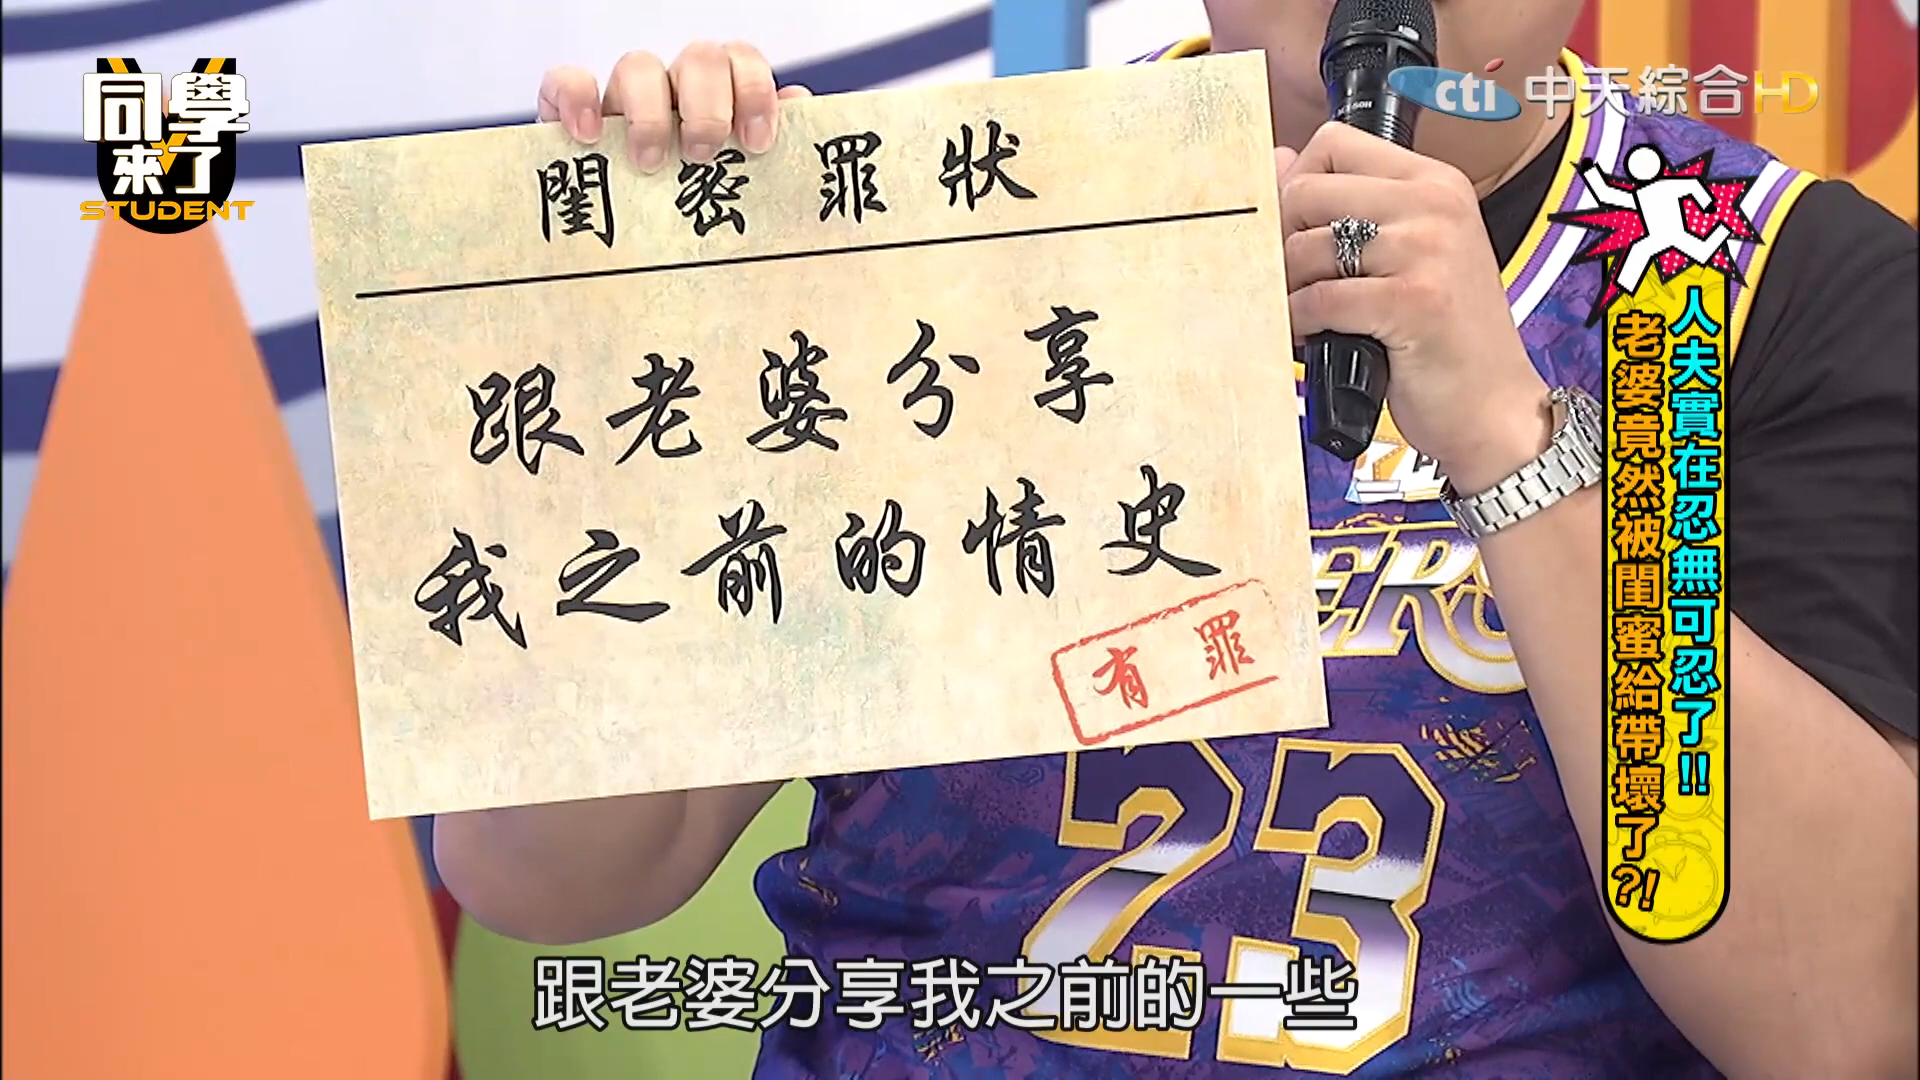 同學
來了
STUDENT
cti 中天綜合HD
閨密罪狀
跟老婆分享
我之前的情史
有罪
人夫實在忍無可忍了!!
老婆竟然被閨蜜給帶壞了?!
ERS
23
跟老婆分享我之前的一些